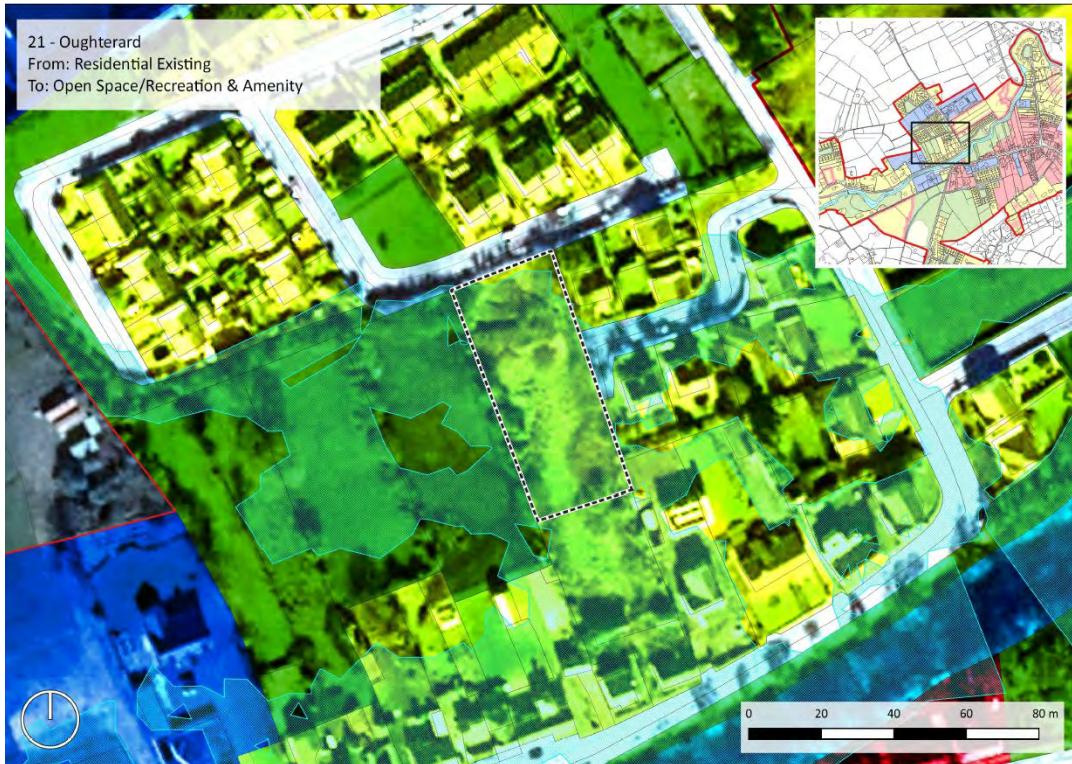 21 - Oughterard
From: Residential Existing
To: Open Space/Recreation & Amenity
0 20 40 60 80 m